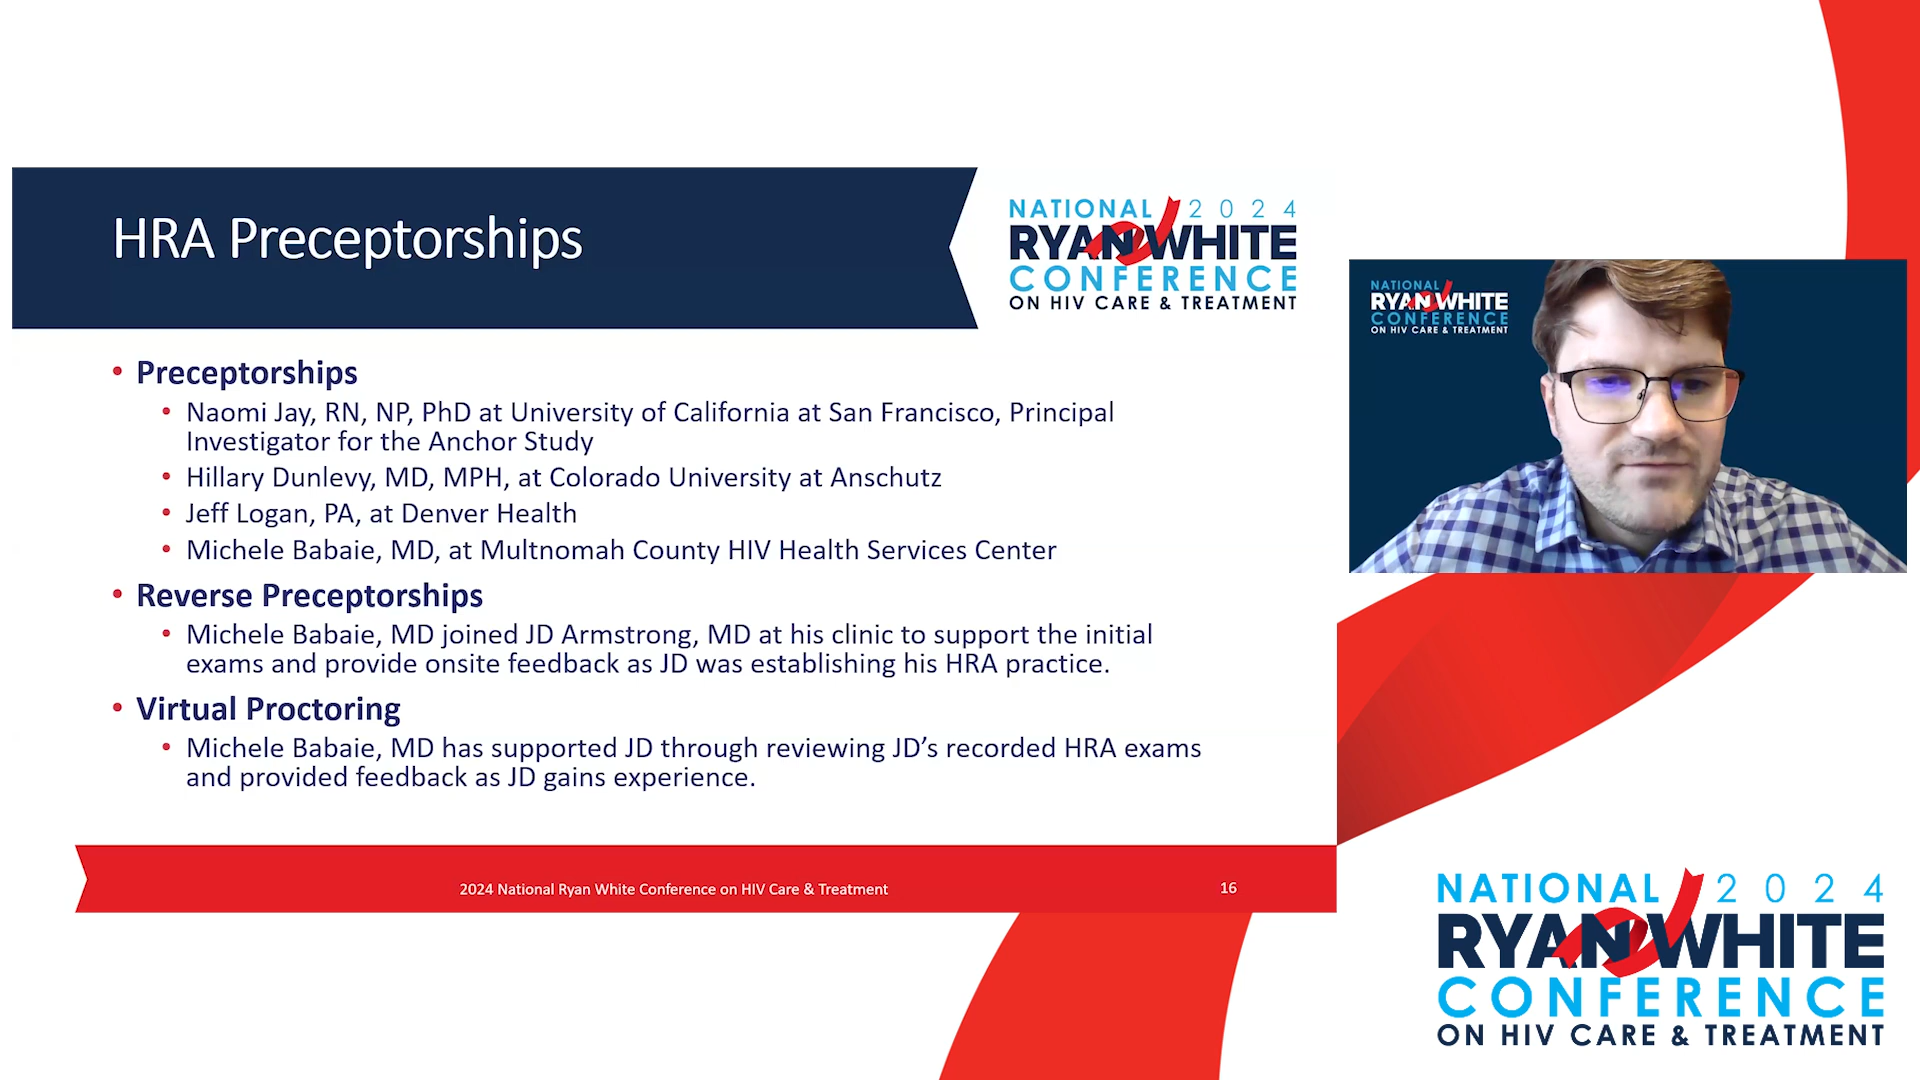 HRA Preceptorships
NATIONAL 2024
RYAN WHITE
CONFERENCE
ON HIV CARE & TREATMENT
• Preceptorships
• Naomi Jay, RN, NP, PhD at University of California at San Francisco, Principal
Investigator for the Anchor Study
• Hillary Dunlevy, MD, MPH, at Colorado University at Anschutz
• Jeff Logan, PA, at Denver Health
• Michele Babaie, MD, at Multnomah County HIV Health Services Center
• Reverse Preceptorships
• Michele Babaie, MD joined JD Armstrong, MD at his clinic to support the initial
exams and provide onsite feedback as JD was establishing his HRA practice.
• Virtual Proctoring
• Michele Babaie, MD has supported JD through reviewing JD’s recorded HRA exams
and provided feedback as JD gains experience.
2024 National Ryan White Conference on HIV Care & Treatment
16
NATIONAL
RYAN WHITE
CONFERENCE
ON HIV CARE & TREATMENT
NATIONAL 2024
RYAN WHITE
CONFERENCE
ON HIV CARE & TREATMENT